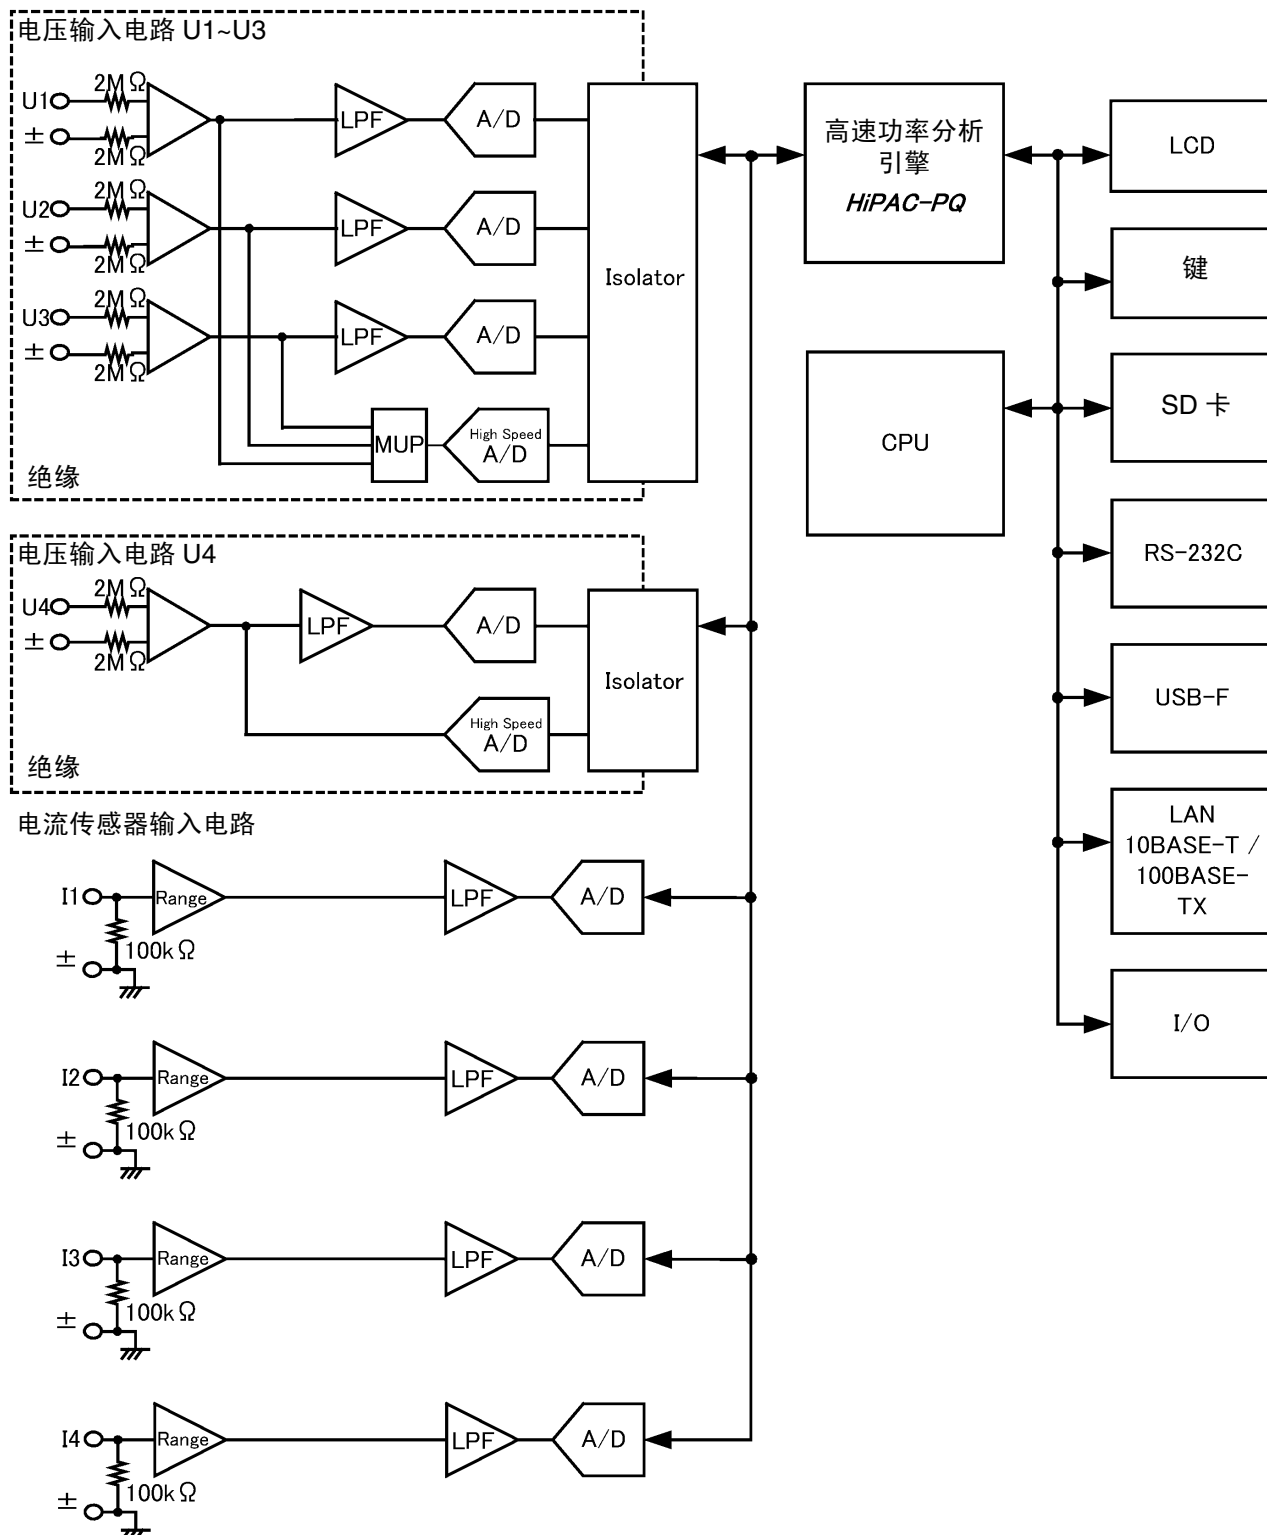 电压输入电路 U1~U3
2MΩ
U1
±
2MΩ
LPF
A/D
2MΩ
U2
±
2MΩ
LPF
A/D
2MΩ
U3
±
2MΩ
LPF
A/D
MUP
High Speed
A/D
Isolator
绝缘
高速功率分析
引擎
HiPAC-PQ
CPU
LCD
键
SD 卡
RS-232C
USB-F
LAN
10BASE-T /
100BASE-
TX
I/O
电压输入电路 U4
2MΩ
U4
±
2MΩ
LPF
A/D
High Speed
A/D
Isolator
绝缘
电流传感器输入电路
I1
Range
LPF
A/D
100kΩ
±
I2
Range
LPF
A/D
100kΩ
±
I3
Range
LPF
A/D
100kΩ
±
I4
Range
LPF
A/D
100kΩ
±